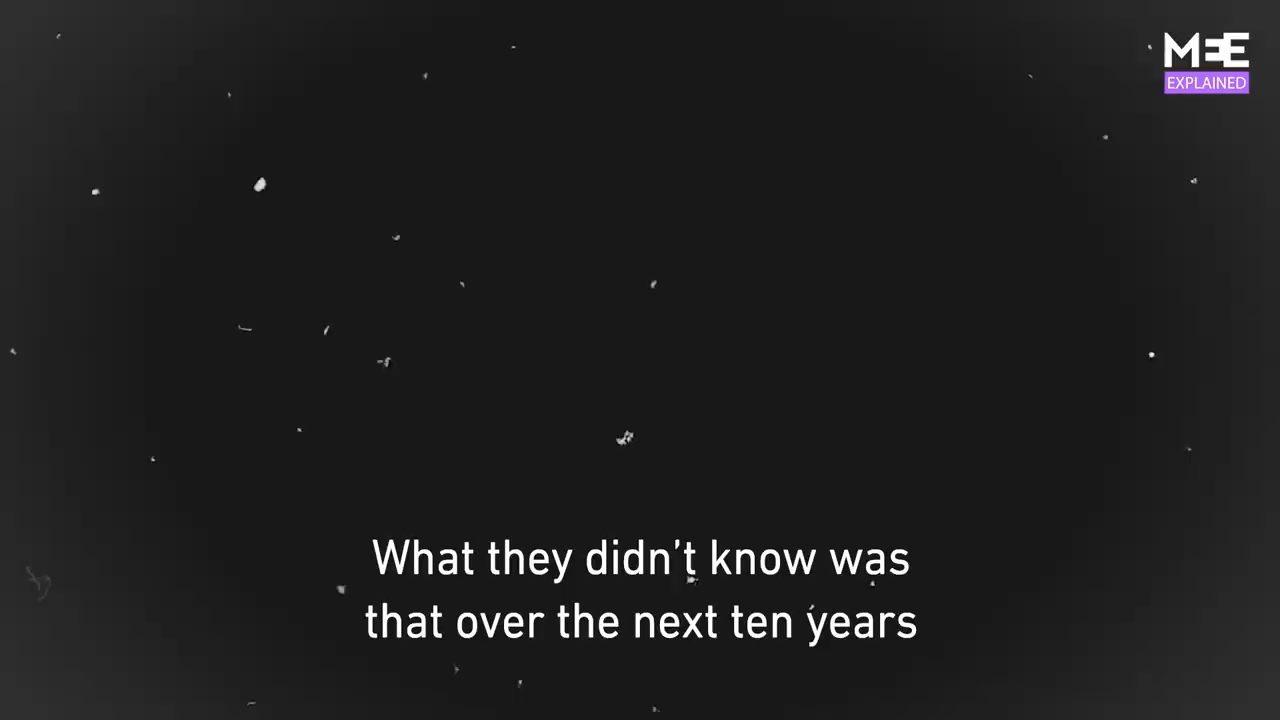 MEE
EXPLAINED
What they didn't know was
that over the next ten years